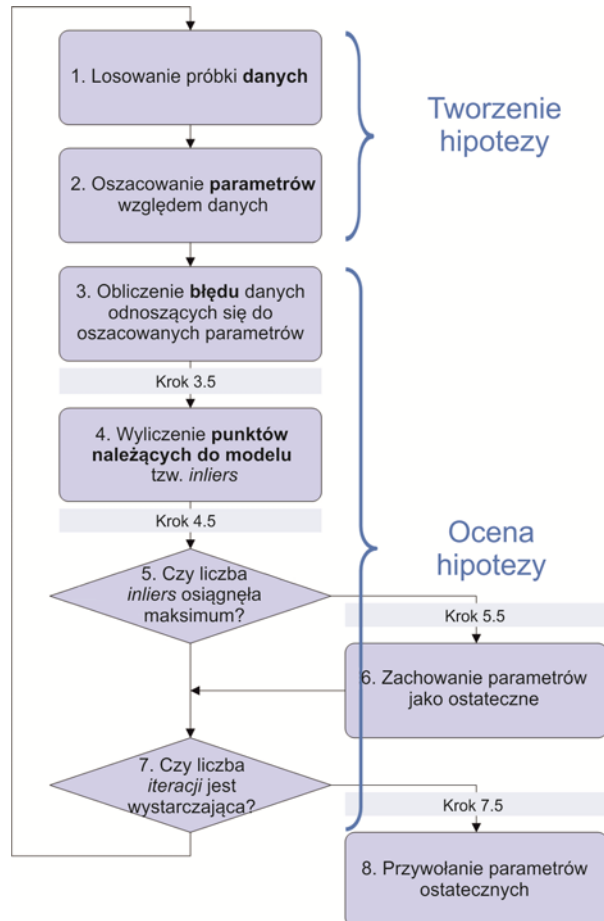 1. Losowanie próbki danych
Tworzenie
hipotezy
2. Oszacowanie parametrów
względem danych
3. Obliczenie błędu danych
odnoszących się do
oszacowanych parametrów
Krok 3.5
4. Wyliczenie punktów
należących do modelu
tzw. inliers
Krok 4.5
Ocena
hipotezy
5. Czy liczba
inliers osiągnęła
maksimum?
Krok 5.5
6. Zachowanie parametrów
jako ostateczne
7. Czy liczba
iteracji jest
wystarczająca?
Krok 7.5
8. Przywołanie parametrów
ostatecznych